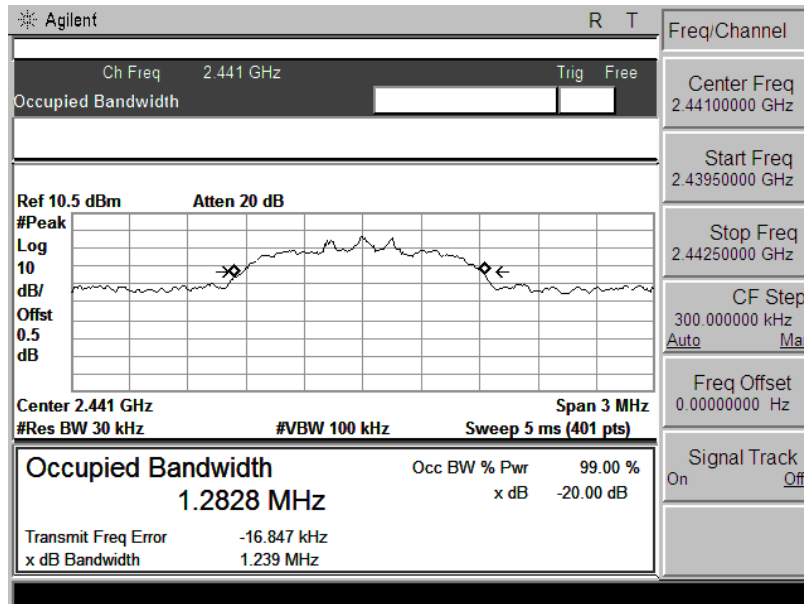 Agilent R T
Ch Freq 2.441 GHz Trig Free
Occupied Bandwidth
Ref 10.5 dBm Atten 20 dB
#Peak
Log
10
dB/
Offst
0.5
dB
Center 2.441 GHz Span 3 MHz
#Res BW 30 kHz #VBW 100 kHz Sweep 5 ms (401 pts)
Occupied Bandwidth
1.2828 MHz
Occ BW % Pwr 99.00 %
x dB -20.00 dB
Transmit Freq Error -16.847 kHz
x dB Bandwidth 1.239 MHz
Freq/Channel
Center Freq
2.44100000 GHz
Start Freq
2.43950000 GHz
Stop Freq
2.44250000 GHz
CF Step
300.000000 kHz
Auto Ma
Freq Offset
0.00000000 Hz
Signal Track
On Off